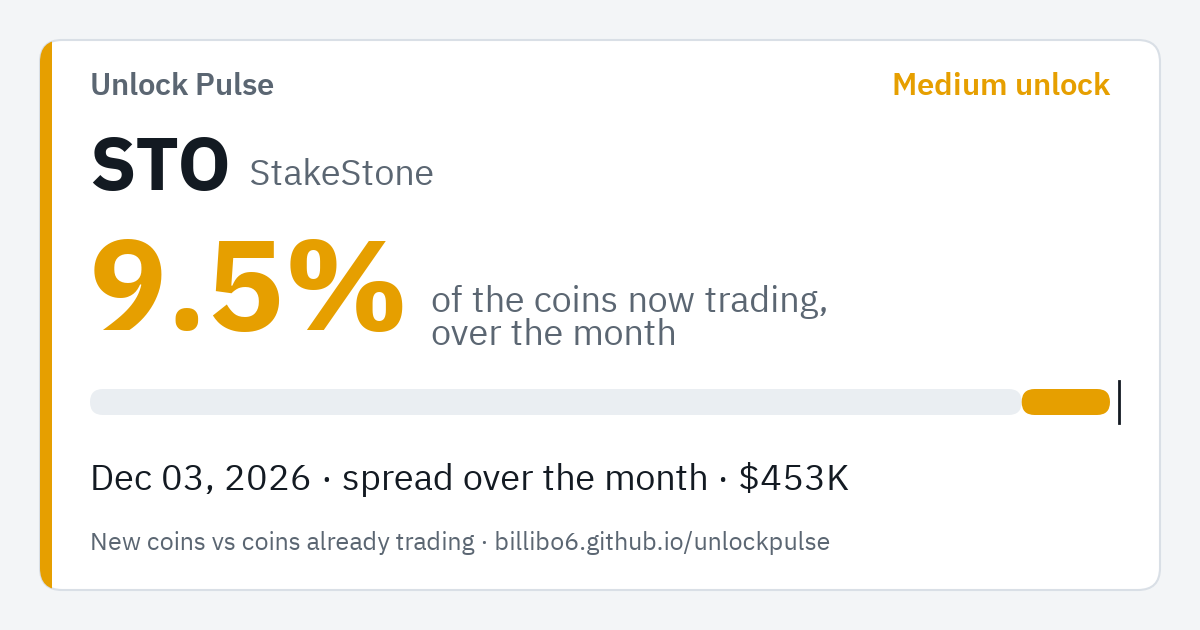 Unlock Pulse
Medium unlock
STO StakeStone
9.5% of the coins now trading,
over the month
Dec 03, 2026 · spread over the month · $453K
New coins vs coins already trading · billibo6.github.io/unlockpulse